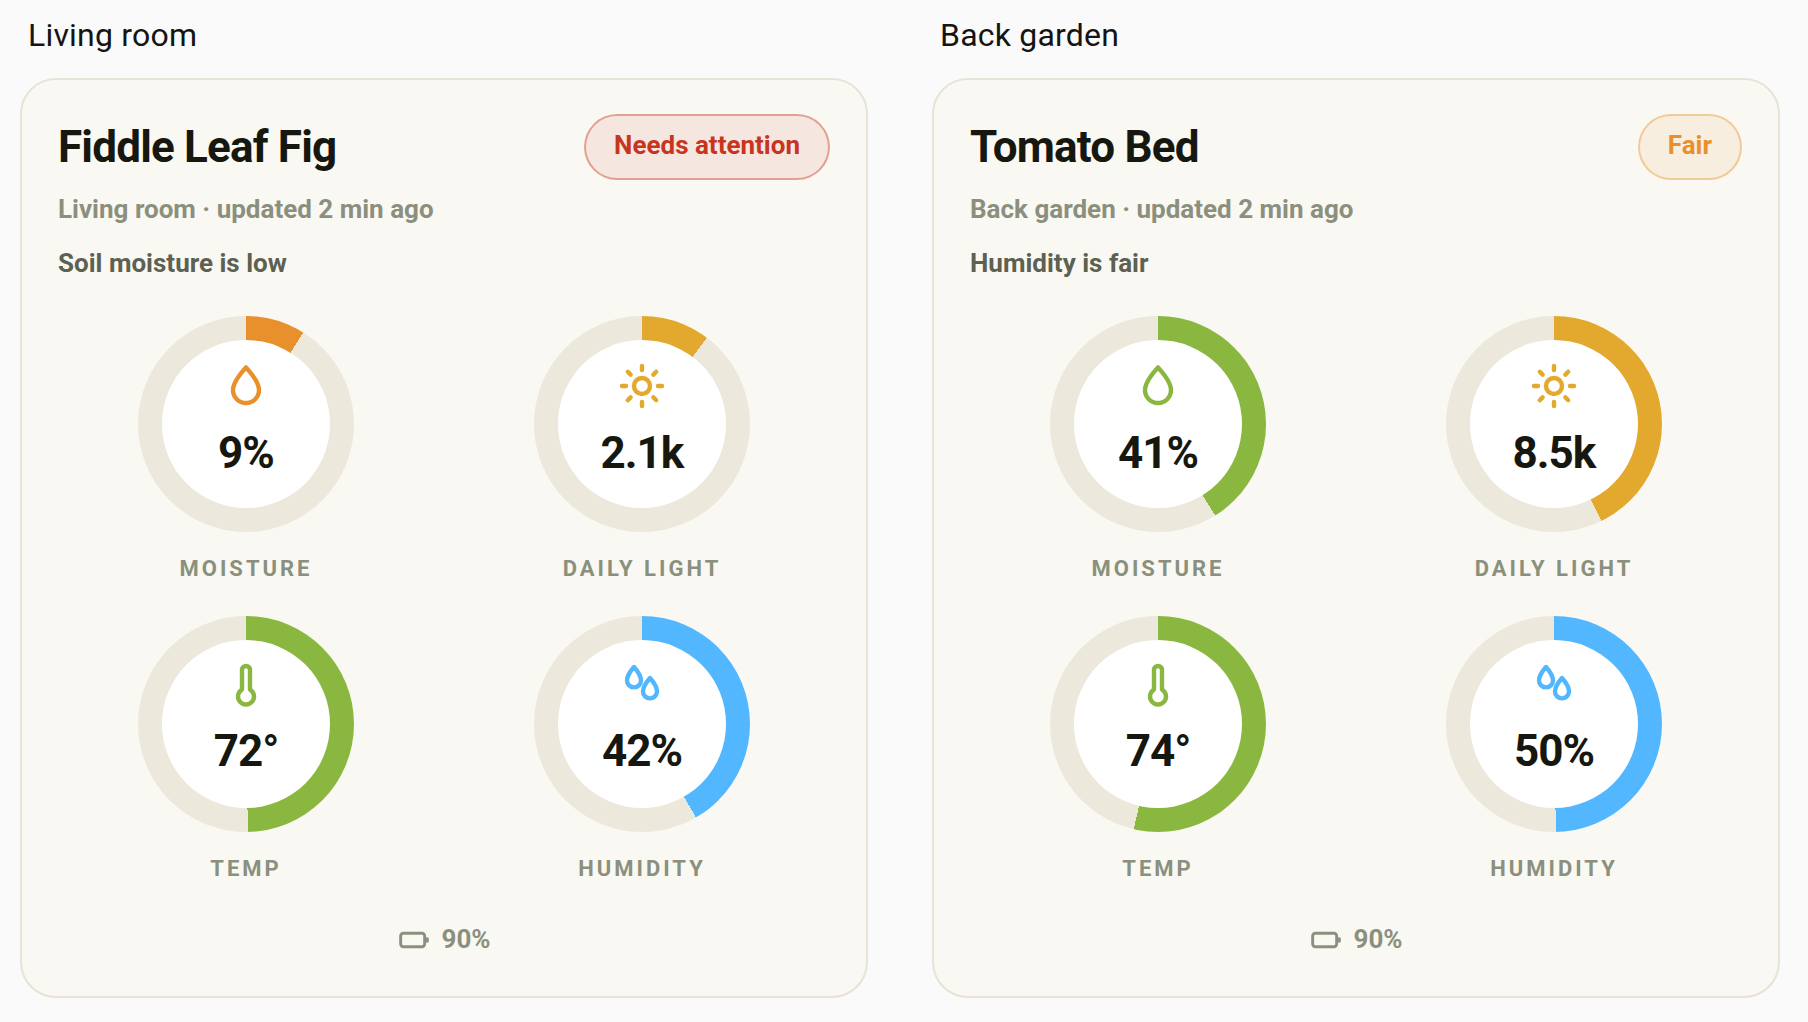 Living room
Fiddle Leaf Fig
Needs attention
Living room · updated 2 min ago
Soil moisture is low
9%
2.1k
MOISTURE
DAILY LIGHT
72°
42%
TEMP
HUMIDITY
90%
Back garden
Tomato Bed
Fair
Back garden · updated 2 min ago
Humidity is fair
41%
8.5k
MOISTURE
DAILY LIGHT
74°
50%
TEMP
HUMIDITY
90%